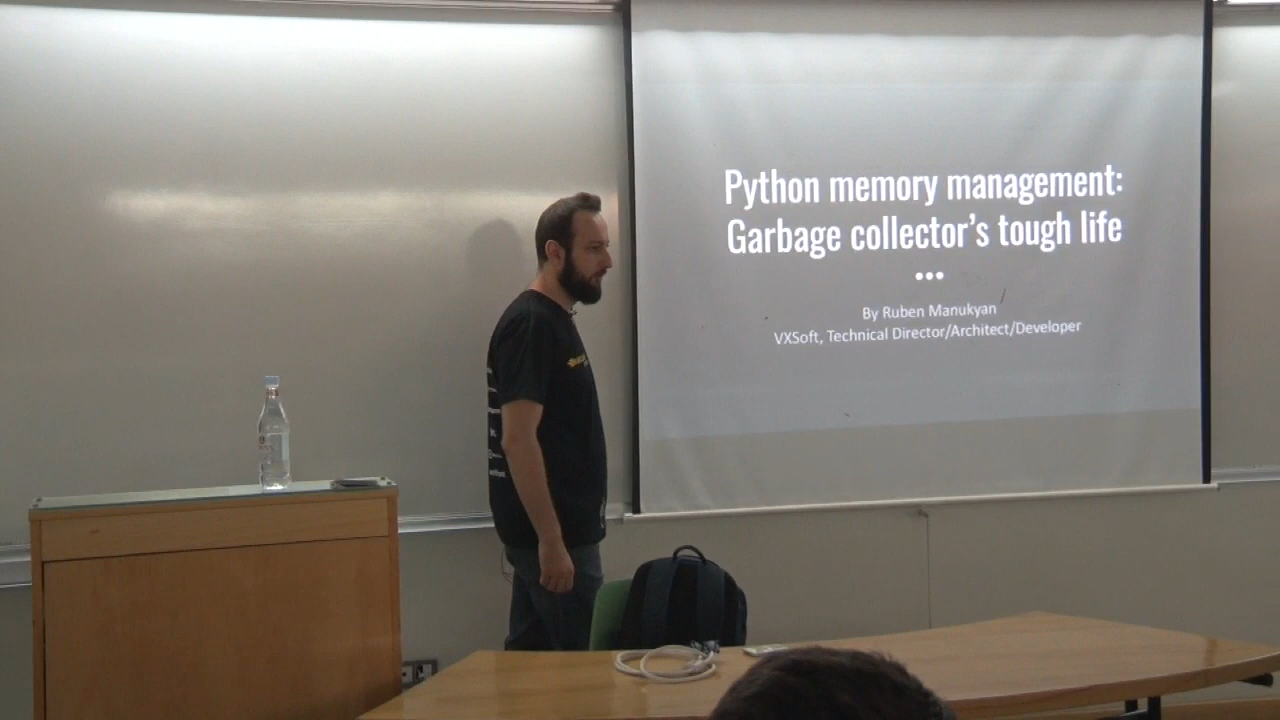 Python memory management:
Garbage collector's tough life
By Ruben Manukyan
VXSoft, Technical Director/Architect/Developer